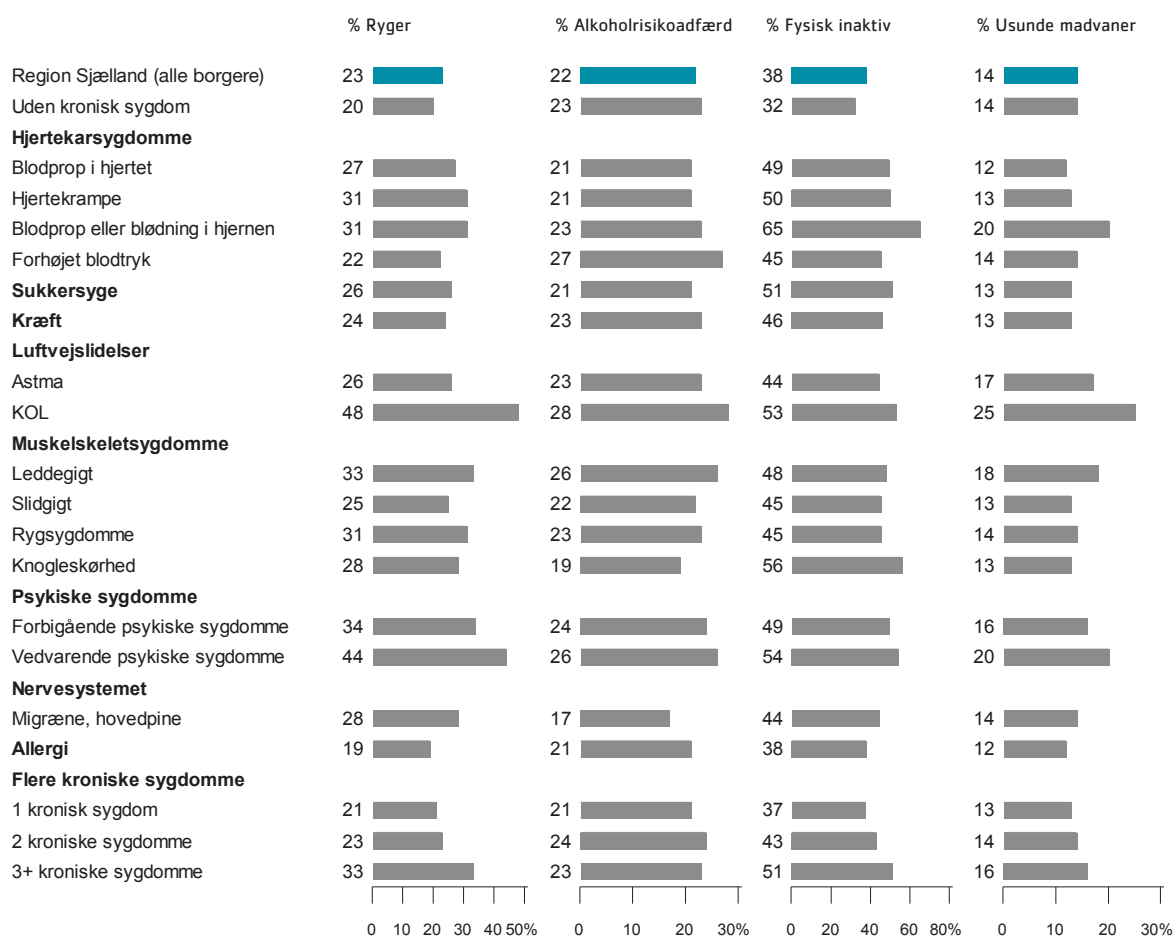 % Ryger % Alkoholrisikoadfærd % Fysisk inaktiv % Usunde madvaner
Region Sjælland (alle borgere) 23 22 38 14
Uden kronisk sygdom 20 23 32 14
Hjertekarsygdomme
Blodprop i hjertet 27 21 49 12
Hjertekrampe 31 21 50 13
Blodprop eller blødning i hjernen 31 23 65 20
Forhøjet blodtryk 22 27 45 14
Sukkersyge 26 21 51 13
Kræft 24 23 46 13
Luftvejslidelser
Astma 26 23 44 17
KOL 48 28 53 25
Muskelskeletsygdomme
Leddegigt 33 26 48 18
Slidgigt 25 22 45 13
Rygsygdomme 31 23 45 14
Knogleskørhed 28 19 56 13
Psykiske sygdomme
Forbigående psykiske sygdomme 34 24 49 16
Vedvarende psykiske sygdomme 44 26 54 20
Nervesystemet
Migræne, hovedpine 28 17 44 14
Allergi 19 21 38 12
Flere kroniske sygdomme
1 kronisk sygdom 21 21 37 13
2 kroniske sygdomme 23 24 43 14
3+ kroniske sygdomme 33 23 51 16
0 10 20 30 40 50% 0 10 20 30% 0 20 40 60 80% 0 10 20 30%